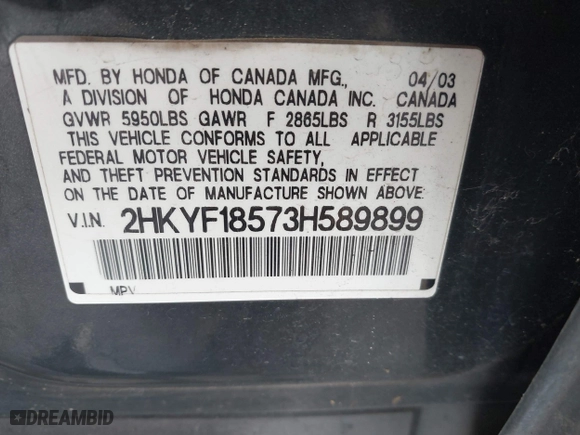 MFD. BY HONDA OF CANADA MFG., 04/03
A DIVISION OF HONDA CANADA INC. CANADA
GVWR 5950LBS GAWR F 2865LBS R 3155LBS
THIS VEHICLE CONFORMS TO ALL APPLICABLE
FEDERAL MOTOR VEHICLE SAFETY,
AND THEFT PREVENTION STANDARDS IN EFFECT
ON THE DATE OF MANUFACTURE SHOWN ABOVE
V.I.N. 2HKYF18573H589899
MPV
DREAMBID